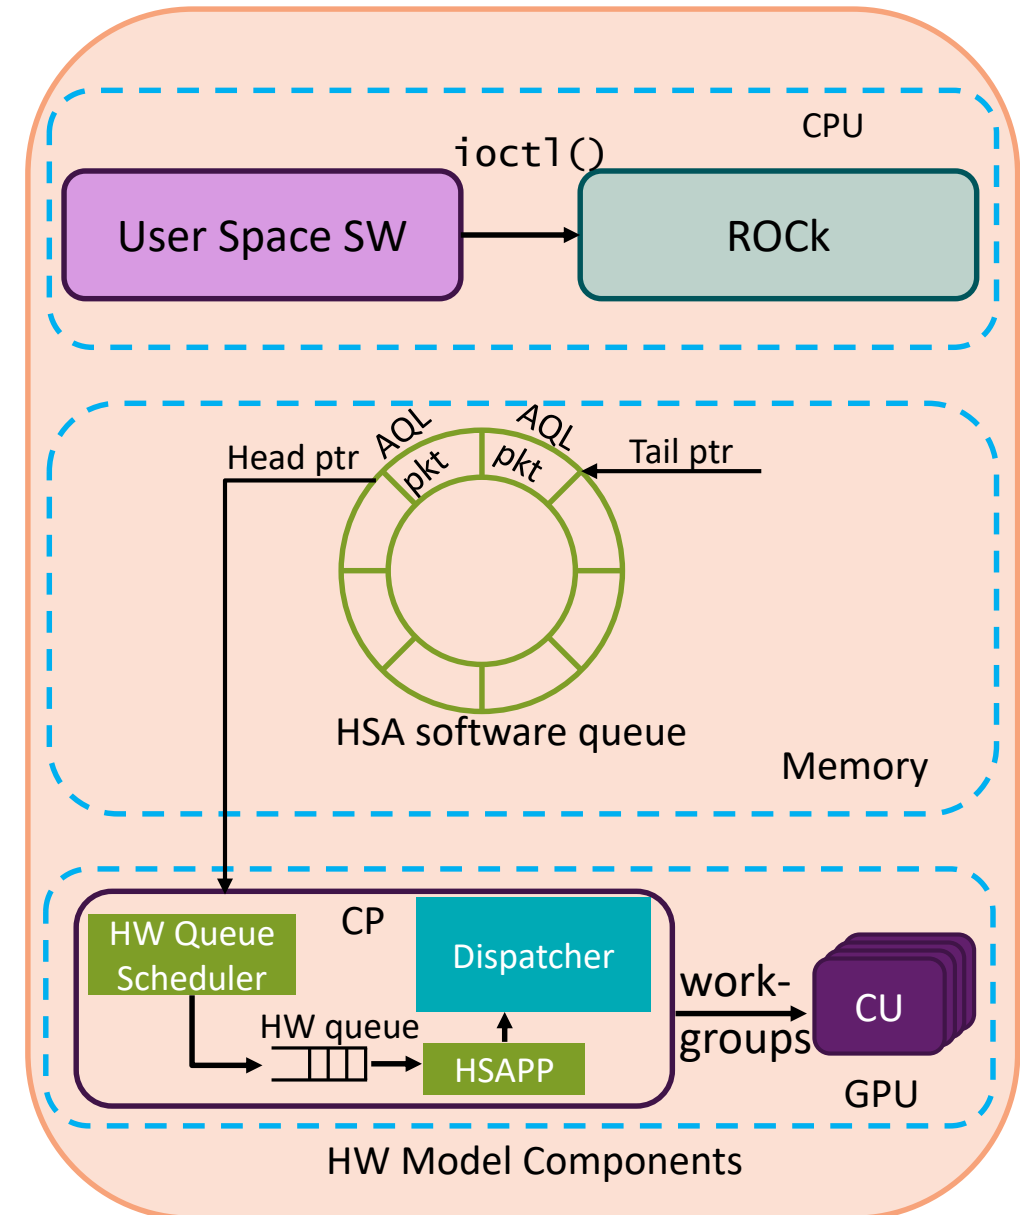 CPU
ioctl()
User Space SW
ROCk
AQL
AQL
Head ptr
pkt
pkt
Tail ptr
HSA software queue
Memory
CP
HW Queue
Scheduler
Dispatcher
HW queue
HSAPP
work-
groups
CU
GPU
HW Model Components